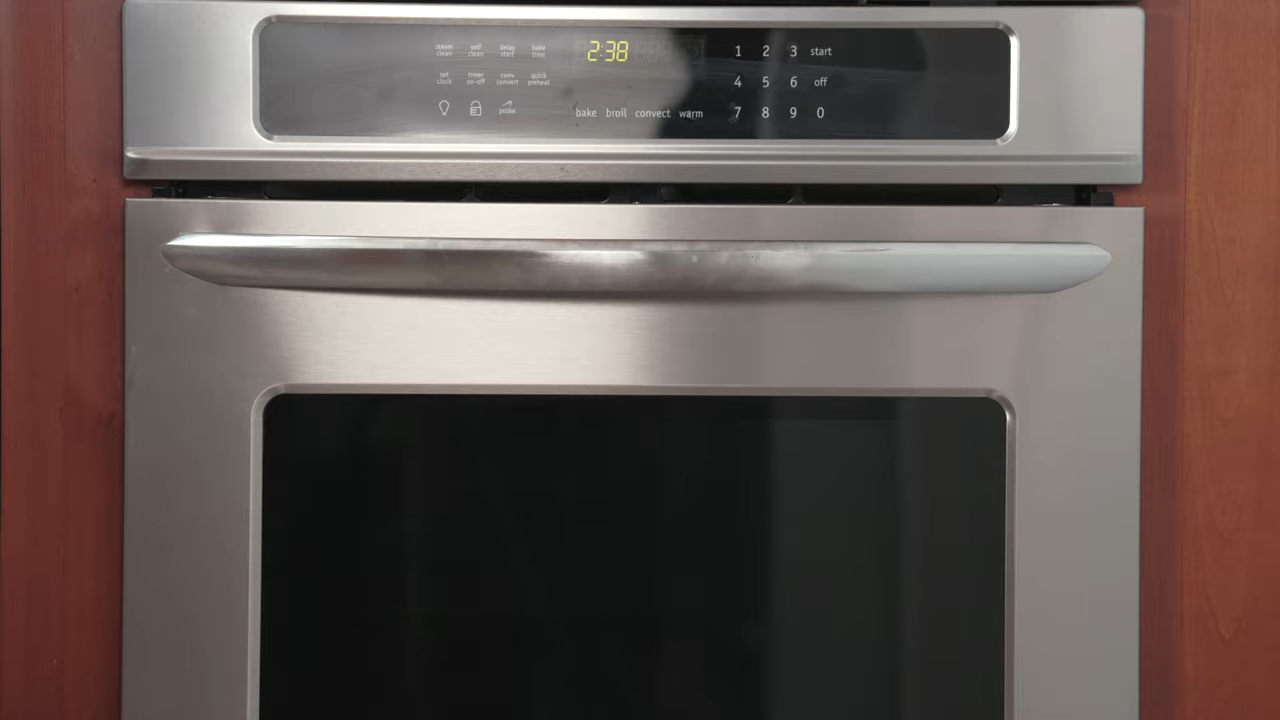 steam clean self clean delay start bake time 2:38 1 2 3 start
set clock timer on-off conv convert quick preheat 4 5 6 off
probe bake broil convect warm 7 8 9 0